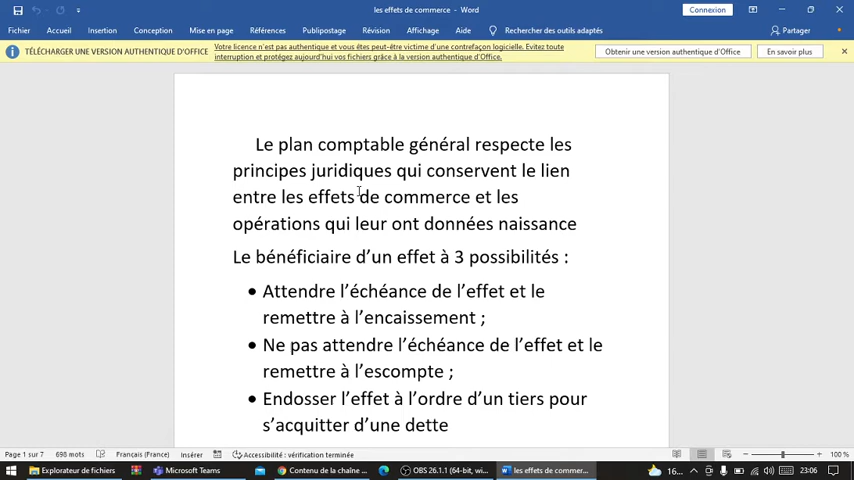 les effets de commerce - Word
Connexion
Fichier Accueil Insertion Conception Mise en page Références Publipostage Révision Affichage Aide Rechercher des outils adaptés Partager
TÉLÉCHARGER UNE VERSION AUTHENTIQUE D'OFFICE
Votre licence n'est pas authentique et vous êtes peut-être victime d'une contrefaçon logicielle. Évitez toute
interruption et protégez aujourd'hui vos fichiers grâce à la version authentique d'Office.
Obtenir une version authentique d'Office
En savoir plus
Le plan comptable général respecte les
principes juridiques qui conservent le lien
entre les effets de commerce et les
opérations qui leur ont données naissance
Le bénéficiaire d’un effet à 3 possibilités :
• Attendre l’échéance de l’effet et le
remettre à l’encaissement ;
• Ne pas attendre l’échéance de l’effet et le
remettre à l’escompte ;
• Endosser l’effet à l’ordre d’un tiers pour
s’acquitter d’une dette
Page 1 sur 7 698 mots Français (France) Insérer Accessibilité : vérification terminée 100 %
Explorateur de fichiers Microsoft Teams Contenu de la chaîne ... OBS 26.1.1 (64-bit, wi... les effets de commer... 16... 23:06